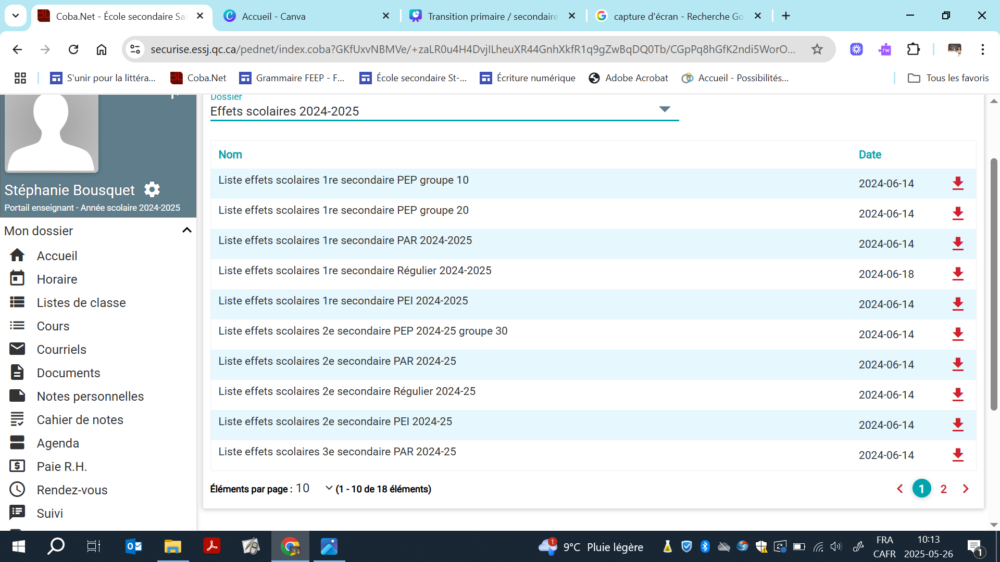 Coba.Net - École secondaire Sai
Accueil - Canva
Transition primaire / secondaire
capture d'écran - Recherche Go
securise.essj.qc.ca/pednet/index.coba?GKfUxvNBMVe/+zaLR0u4H4DvjILheuXR44GnhXkfR1q9gZwBqDQ0Tb/CGpPq8hGfK2ndi5WorO...
S'unir pour la littéra...
Coba.Net
Grammaire FEEP - F...
École secondaire St-...
Écriture numérique
Adobe Acrobat
Accueil - Possibilités...
Tous les favoris
Stéphanie Bousquet
Portail enseignant - Année scolaire 2024-2025
Mon dossier
Accueil
Horaire
Listes de classe
Cours
Courriels
Documents
Notes personnelles
Cahier de notes
Agenda
Paie R.H.
Rendez-vous
Suivi
Dossier
Effets scolaires 2024-2025
Nom Date
Liste effets scolaires 1re secondaire PEP groupe 10 2024-06-14
Liste effets scolaires 1re secondaire PEP groupe 20 2024-06-14
Liste effets scolaires 1re secondaire PAR 2024-2025 2024-06-14
Liste effets scolaires 1re secondaire Régulier 2024-2025 2024-06-18
Liste effets scolaires 1re secondaire PEI 2024-2025 2024-06-14
Liste effets scolaires 2e secondaire PEP 2024-25 groupe 30 2024-06-14
Liste effets scolaires 2e secondaire PAR 2024-25 2024-06-14
Liste effets scolaires 2e secondaire Régulier 2024-25 2024-06-14
Liste effets scolaires 2e secondaire PEI 2024-25 2024-06-14
Liste effets scolaires 3e secondaire PAR 2024-25 2024-06-14
Éléments par page : 10 (1 - 10 de 18 éléments)
1 2
1
9°C Pluie légère
FRA
CAFR
10:13
2025-05-26
1